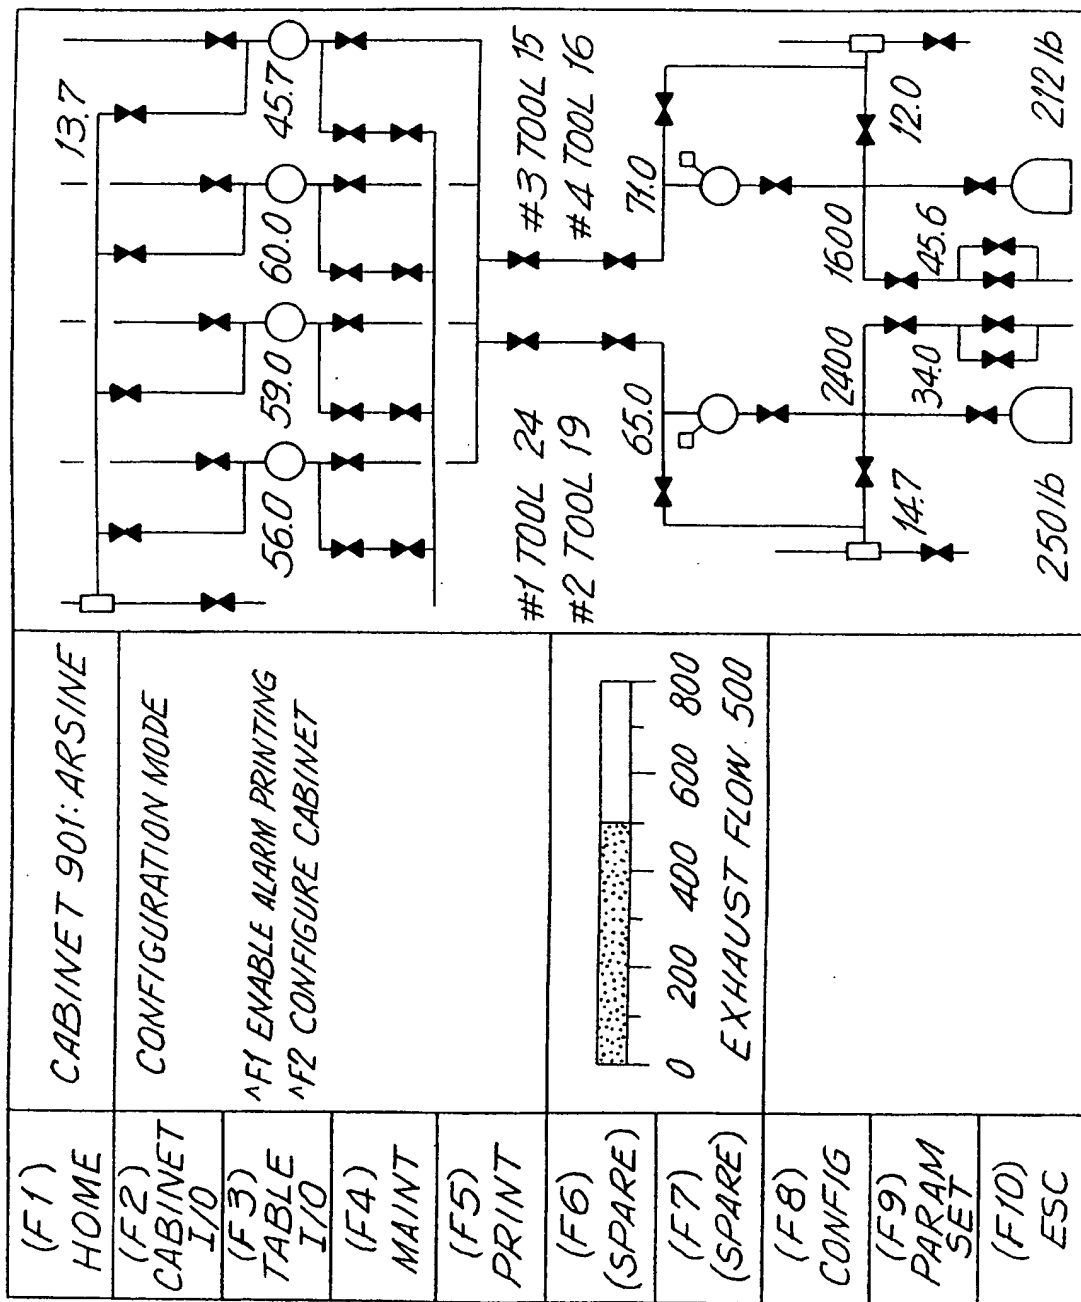 (F1)
HOME
(F2)
CABINET
I/O
(F3)
TABLE
I/O
(F4)
MAINT
(F5)
PRINT
(F6)
(SPARE)
(F7)
(SPARE)
(F8)
CONFIG
(F9)
PARAM
SET
(F10)
ESC
CABINET 901: ARSINE
CONFIGURATION MODE
^F1 ENABLE ALARM PRINTING
^F2 CONFIGURE CABINET
0 200 400 600 800
EXHAUST FLOW 500
13.7
56.0 59.0 60.0 45.7
#1 TOOL 24 #3 TOOL 15
#2 TOOL 19 #4 TOOL 16
65.0 71.0
2400 1600
14.7 34.0 45.6 12.0
250 lb 212 lb